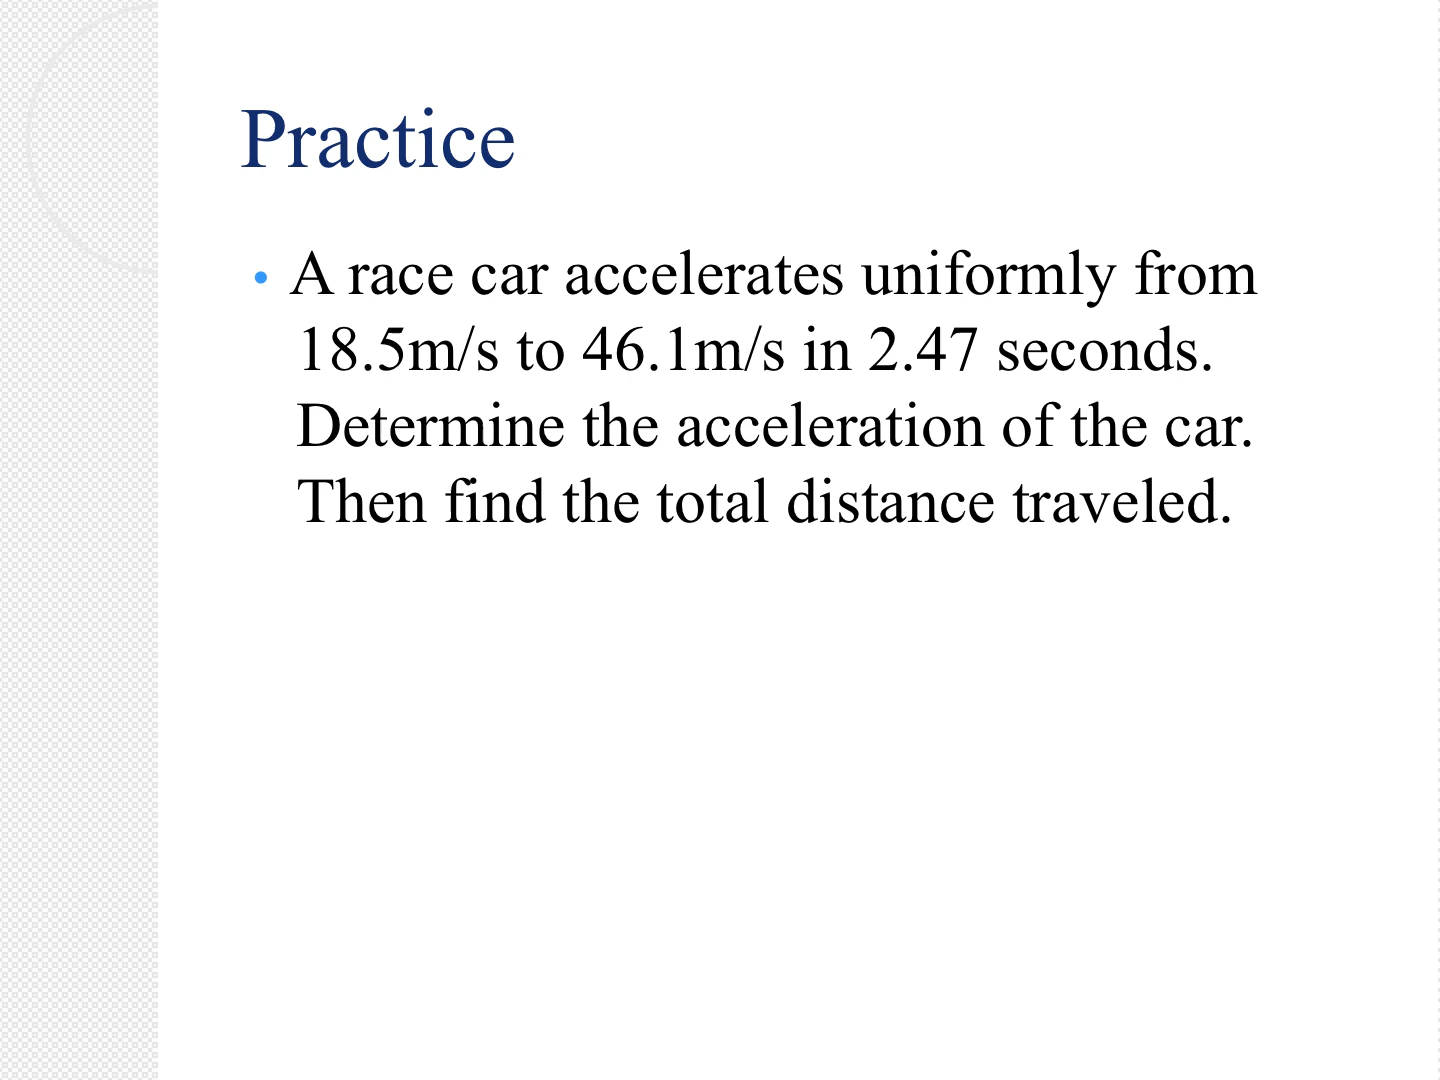 Practice
• A race car accelerates uniformly from
18.5m/s to 46.1m/s in 2.47 seconds.
Determine the acceleration of the car.
Then find the total distance traveled.